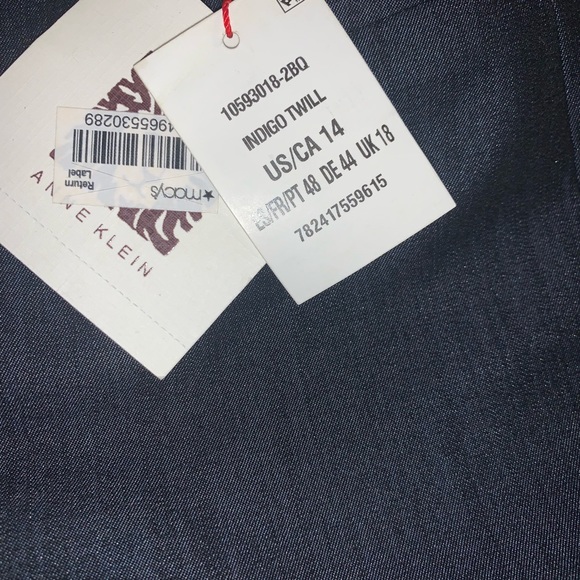 ANNE KLEIN
4965530289
★macy's
Return
Label
10593018-2BQ
INDIGO TWILL
US/CA 14
ES/FR/PT 48 DE 44 UK 18
782417559615